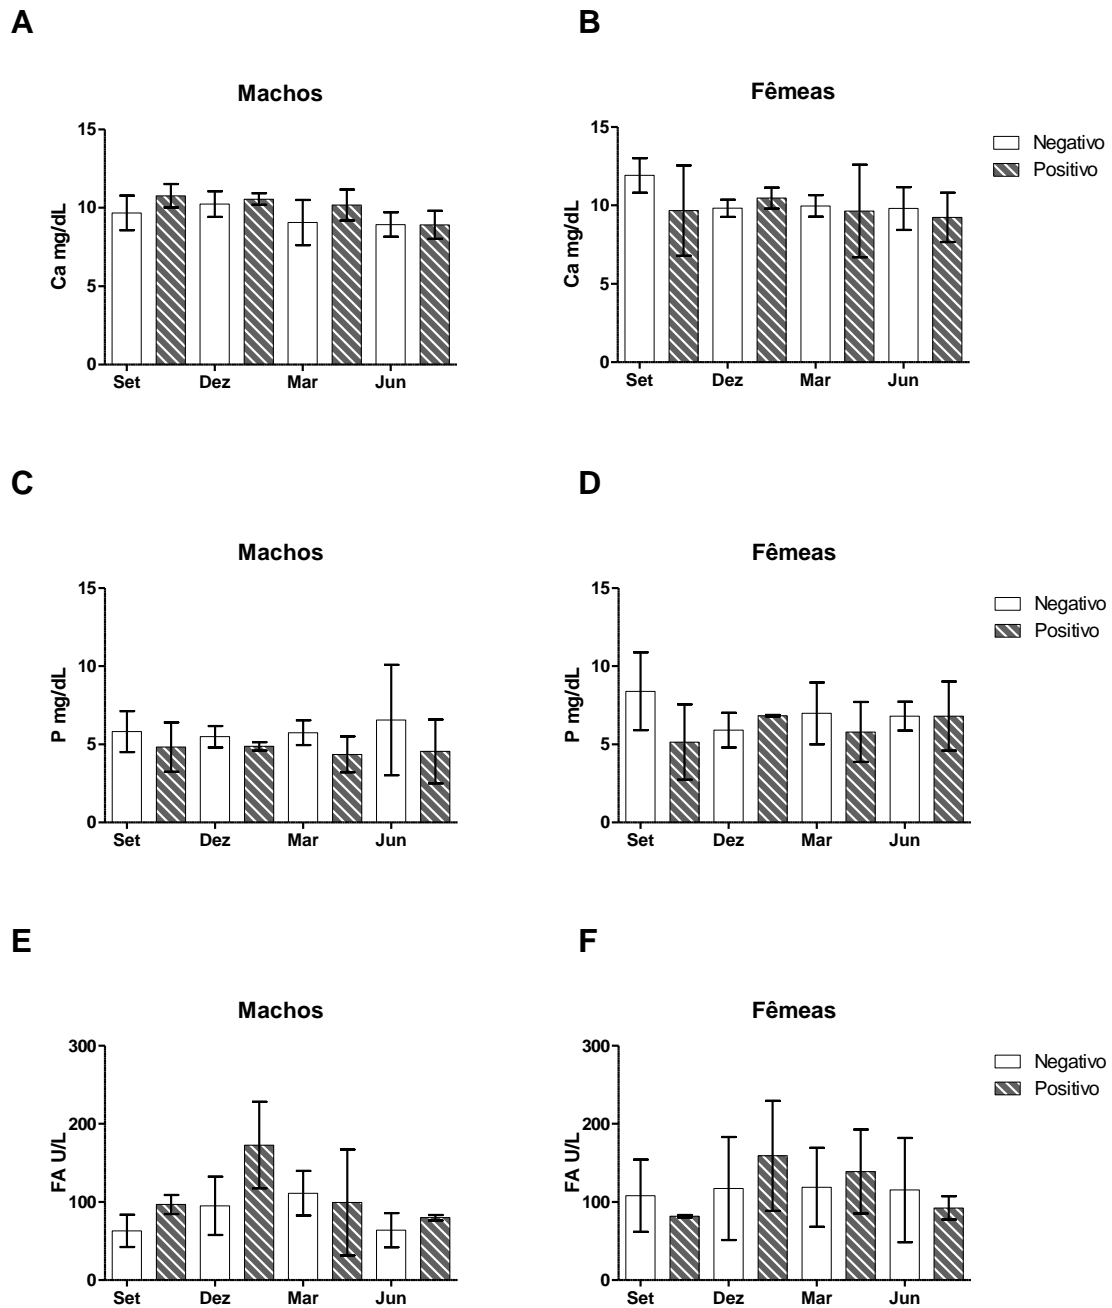 A
B
Machos
Fêmeas
Ca mg/dL
15
10
5
0
Set Dez Mar Jun
Ca mg/dL
15
10
5
0
Set Dez Mar Jun
Negativo
Positivo
C
D
Machos
Fêmeas
P mg/dL
15
10
5
0
Set Dez Mar Jun
P mg/dL
15
10
5
0
Set Dez Mar Jun
Negativo
Positivo
E
F
Machos
Fêmeas
FA U/L
300
200
100
0
Set Dez Mar Jun
FA U/L
300
200
100
0
Set Dez Mar Jun
Negativo
Positivo